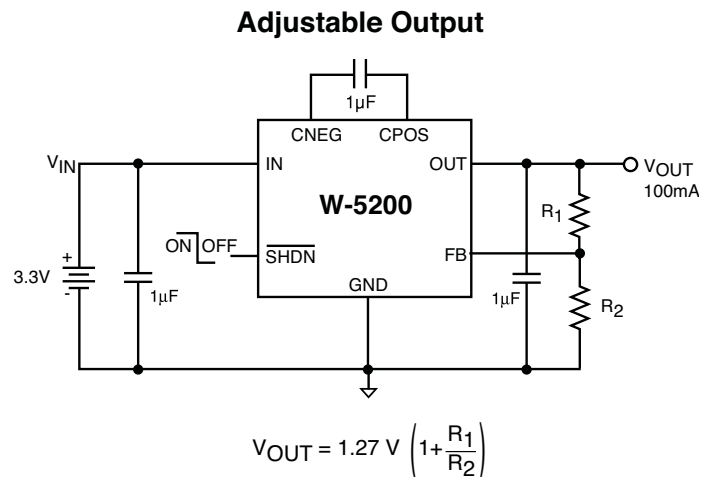 Adjustable Output
1µF
CNEG CPOS
VIN IN OUT VOUT
100mA
W-5200
R1
ON OFF SHDN FB
3.3V + - 1µF GND 1µF R2
VOUT = 1.27 V (1+R1/R2)